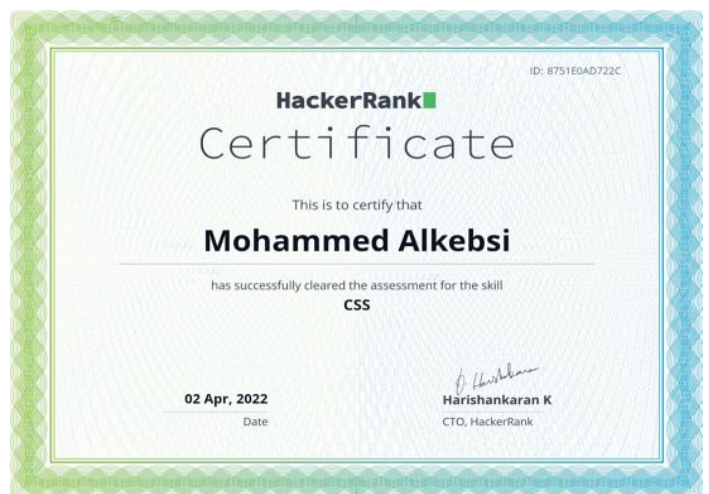 ID: 8751E0AD722C
HackerRank
Certificate
This is to certify that
Mohammed Alkebsi
has successfully cleared the assessment for the skill
CSS
02 Apr, 2022
Date
Harishankaran K
CTO, HackerRank